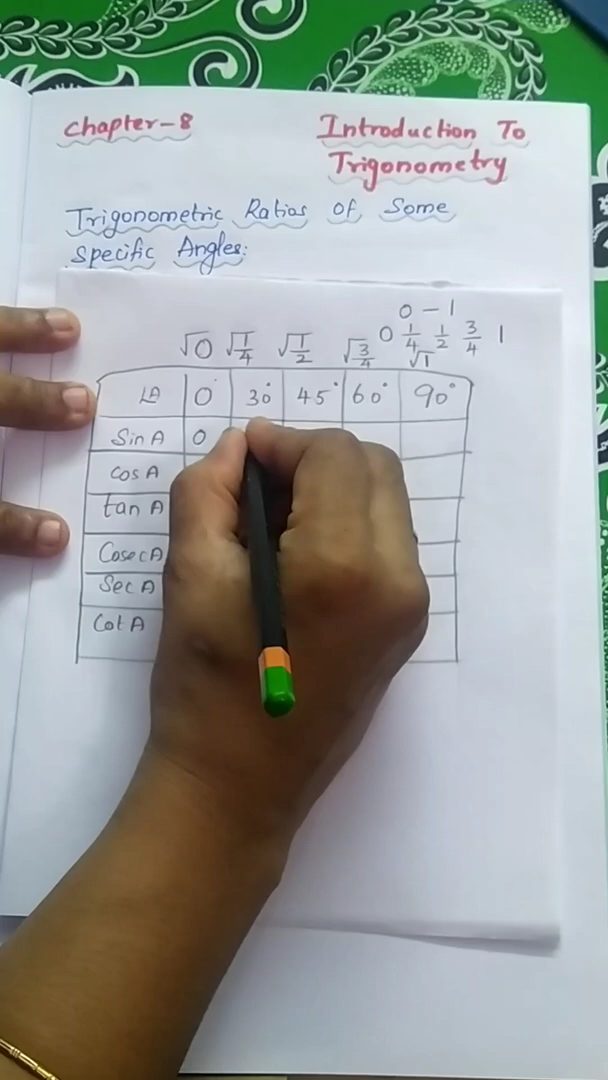 Chapter-8
Introduction To
Trigonometry
Trigonometric Ratios Of Some
Specific Angles:
0 - 1
0 1/4 1/2 3/4 1
√0 √1/4 √1/2 √3/4 √1
∠A 0° 30° 45° 60° 90°
Sin A 0
Cos A
tan A
Cosec A
Sec A
Cot A